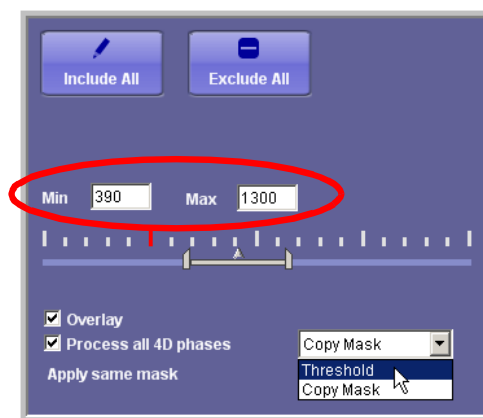 Include All Exclude All
Min 390 Max 1300
Overlay
Process all 4D phases Copy Mask
Apply same mask Threshold
Copy Mask